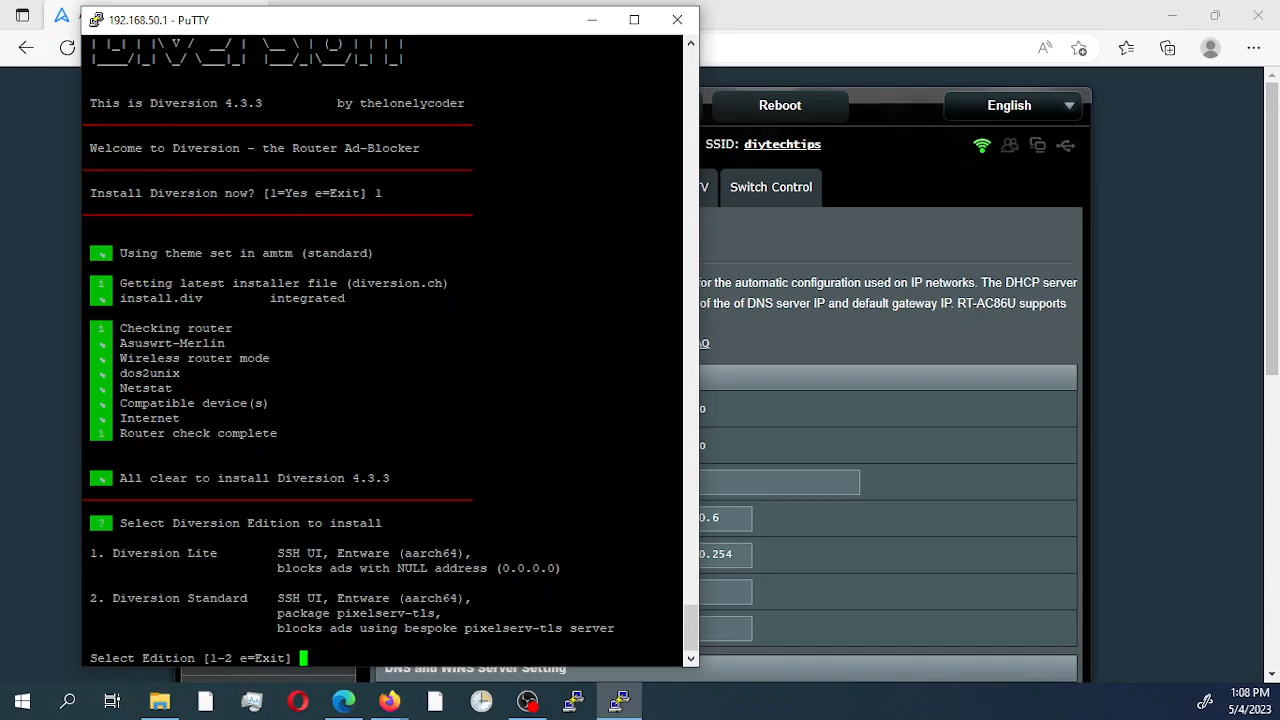 192.168.50.1 - PuTTY
This is Diversion 4.3.3 by thelonelycoder
Welcome to Diversion - the Router Ad-Blocker
Install Diversion now? [1=Yes e=Exit] 1
Using theme set in amtm (standard)
i Getting latest installer file (diversion.ch)
install.div integrated
i Checking router
Asuswrt-Merlin
Wireless router mode
dos2unix
Netstat
Compatible device(s)
Internet
i Router check complete
All clear to install Diversion 4.3.3
? Select Diversion Edition to install
1. Diversion Lite SSH UI, Entware (aarch64),
blocks ads with NULL address (0.0.0.0)
2. Diversion Standard SSH UI, Entware (aarch64),
package pixelserv-tls,
blocks ads using bespoke pixelserv-tls server
Select Edition [1-2 e=Exit]
Reboot
English
SSID: diytechtips
TV
Switch Control
for the automatic configuration used on IP networks. The DHCP server
of the of DNS server IP and default gateway IP. RT-AC86U supports
AQ
0.6
0.254
DNS and WINS Server Setting
1:08 PM
5/4/2023